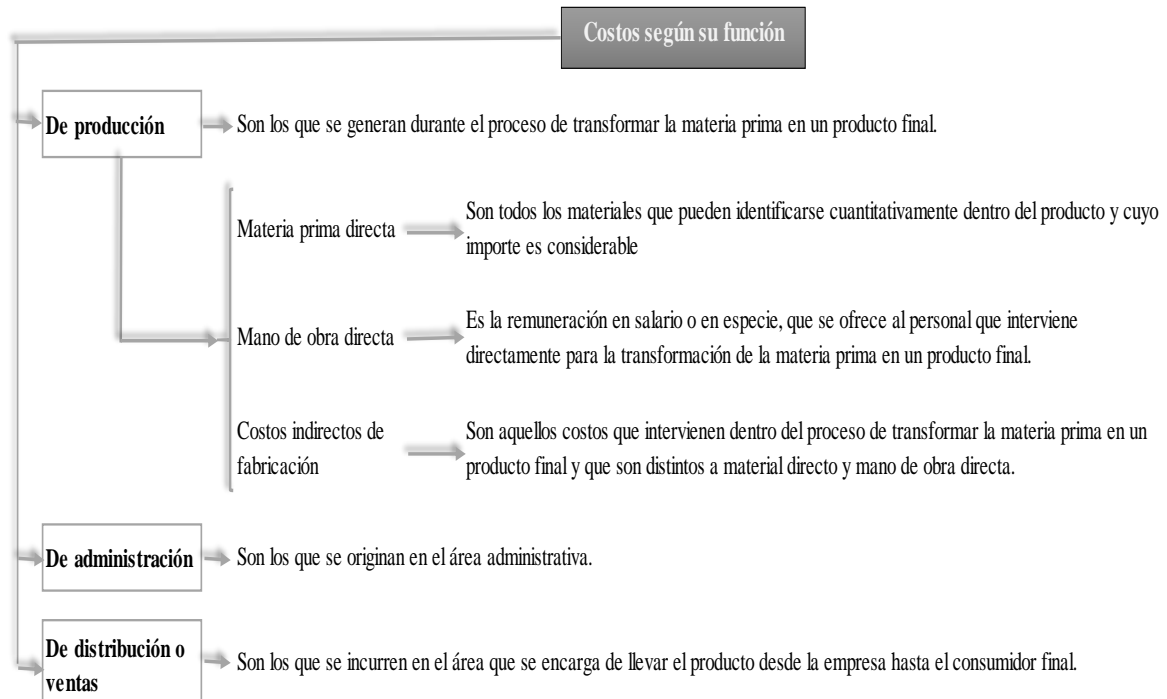 Costos según su función
De producción
Son los que se generan durante el proceso de transformar la materia prima en un producto final.
Materia prima directa
Son todos los materiales que pueden identificarse cuantitativamente dentro del producto y cuyo
importe es considerable
Mano de obra directa
Es la remuneración en salario o en especie, que se ofrece al personal que interviene
directamente para la transformación de la materia prima en un producto final.
Costos indirectos de
fabricación
Son aquellos costos que intervienen dentro del proceso de transformar la materia prima en un
producto final y que son distintos a material directo y mano de obra directa.
De administración
Son los que se originan en el área administrativa.
De distribución o
ventas
Son los que se incurren en el área que se encarga de llevar el producto desde la empresa hasta el consumidor final.